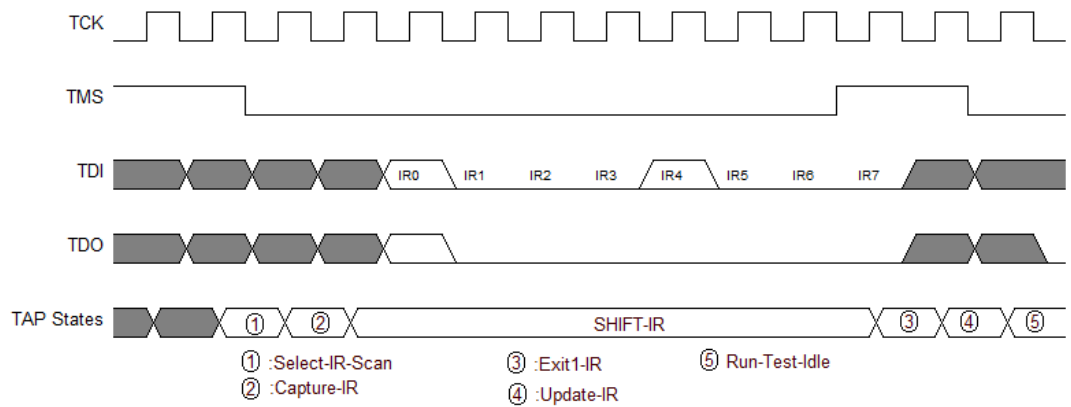 TCK
TMS
TDI IR0 IR1 IR2 IR3 IR4 IR5 IR6 IR7
TDO
TAP States ① ② SHIFT-IR ③ ④ ⑤
① :Select-IR-Scan ③ :Exit1-IR ⑤ Run-Test-Idle
② :Capture-IR ④ :Update-IR